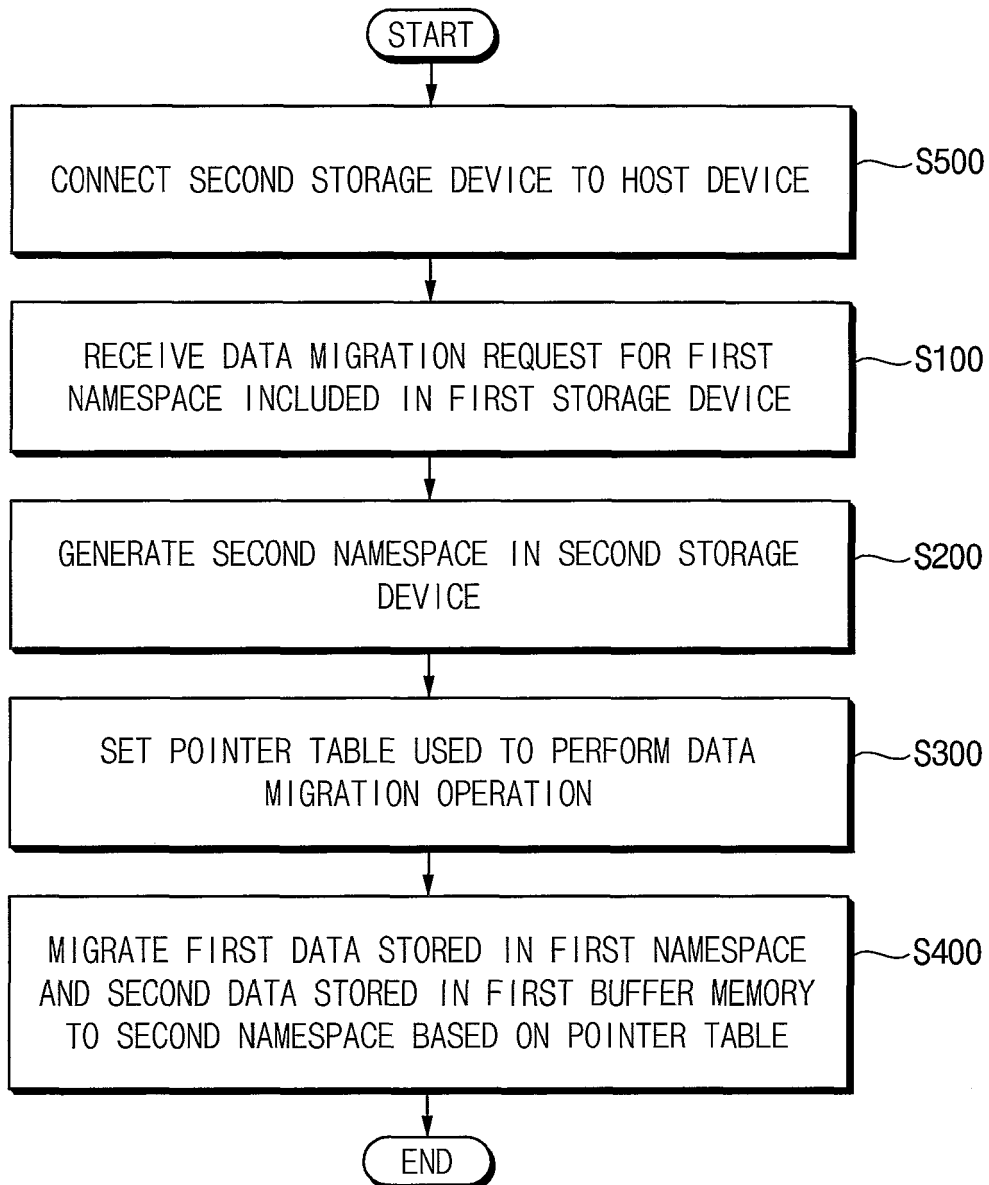 START
CONNECT SECOND STORAGE DEVICE TO HOST DEVICE
S500
RECEIVE DATA MIGRATION REQUEST FOR FIRST
NAMESPACE INCLUDED IN FIRST STORAGE DEVICE
S100
GENERATE SECOND NAMESPACE IN SECOND STORAGE
DEVICE
S200
SET POINTER TABLE USED TO PERFORM DATA
MIGRATION OPERATION
S300
MIGRATE FIRST DATA STORED IN FIRST NAMESPACE
AND SECOND DATA STORED IN FIRST BUFFER MEMORY
TO SECOND NAMESPACE BASED ON POINTER TABLE
S400
END